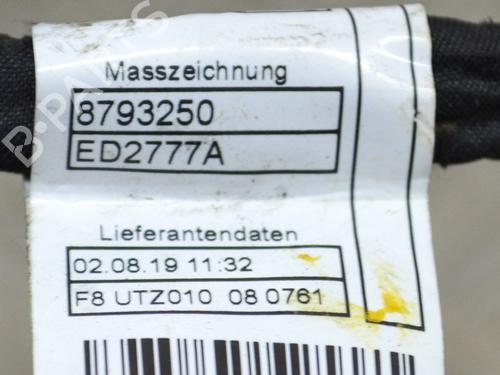 Masszeichnung
8793250
ED2777A
Lieferantendaten
02.08.19 11:32
F8 UTZ010 08 0761
B-PARTS